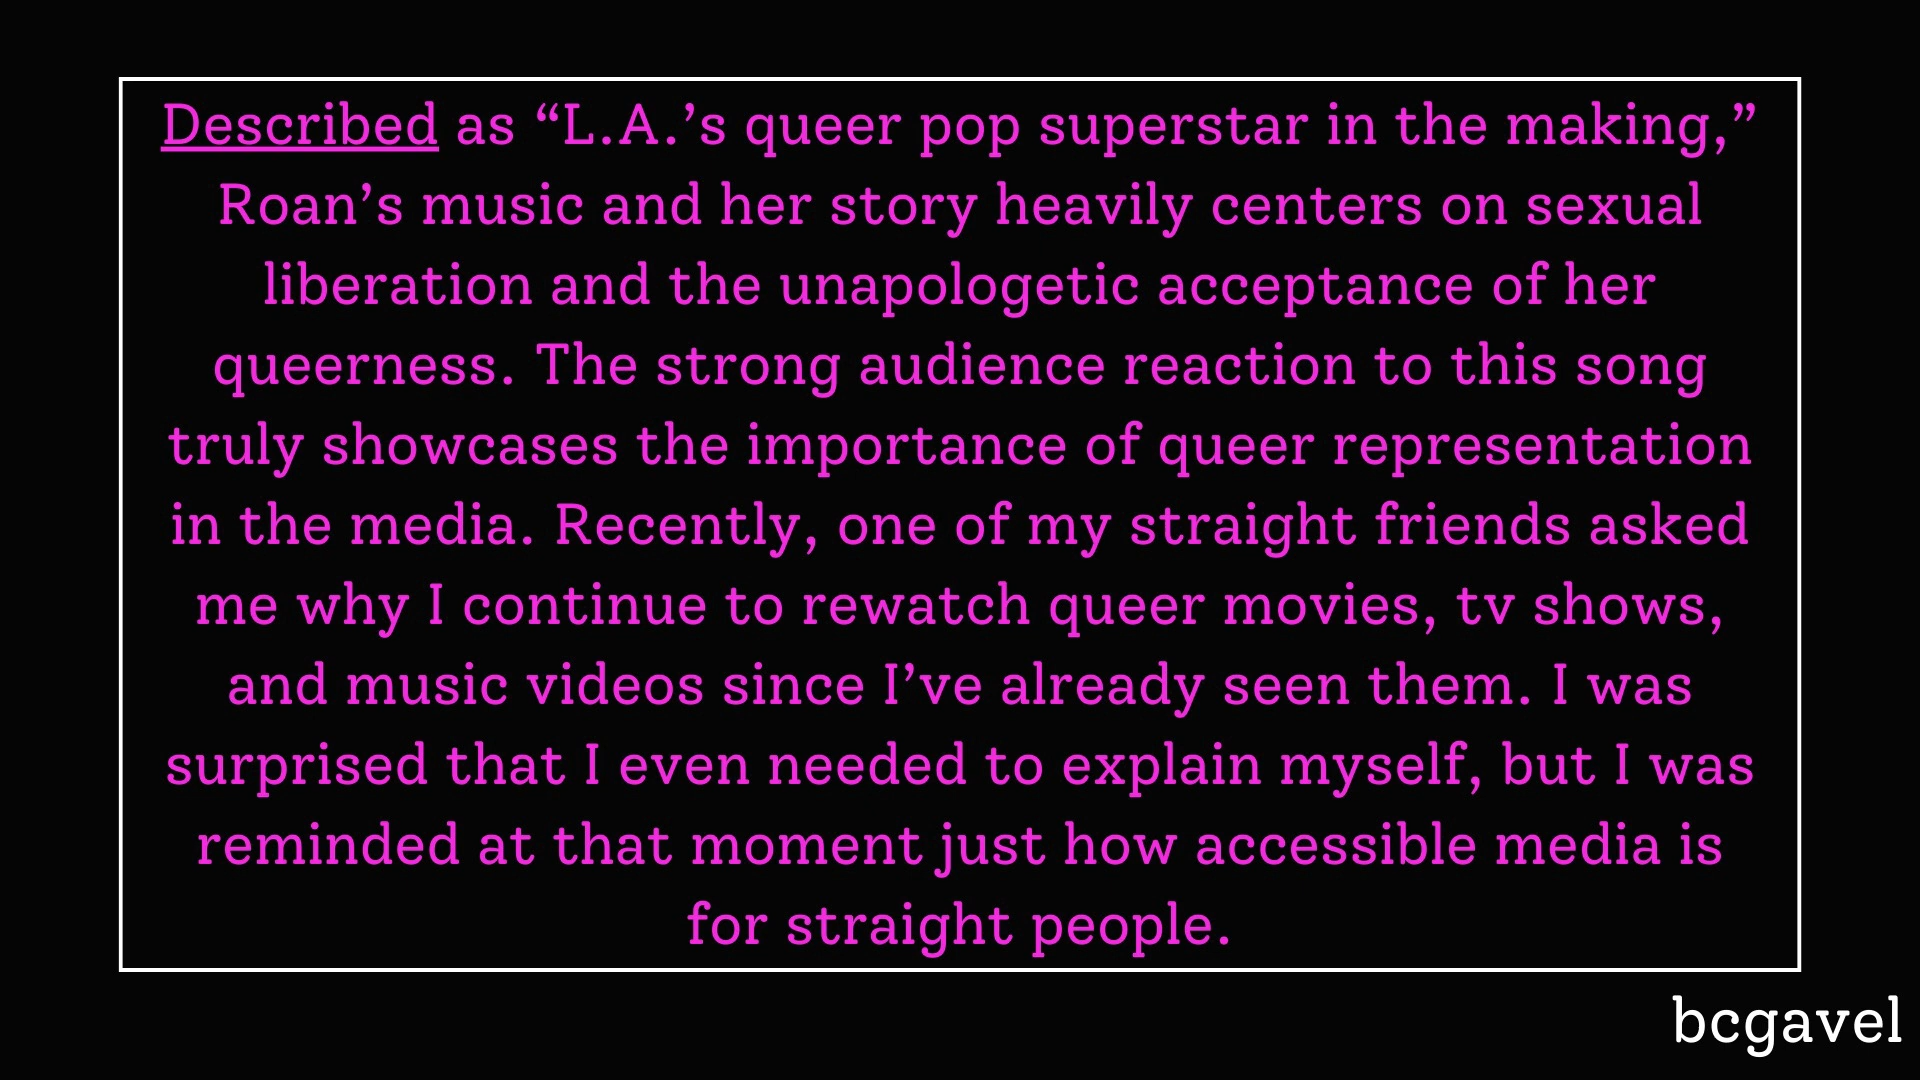 Described as “L.A.’s queer pop superstar in the making,”
Roan’s music and her story heavily centers on sexual
liberation and the unapologetic acceptance of her
queerness. The strong audience reaction to this song
truly showcases the importance of queer representation
in the media. Recently, one of my straight friends asked
me why I continue to rewatch queer movies, tv shows,
and music videos since I’ve already seen them. I was
surprised that I even needed to explain myself, but I was
reminded at that moment just how accessible media is
for straight people.
bcgavel